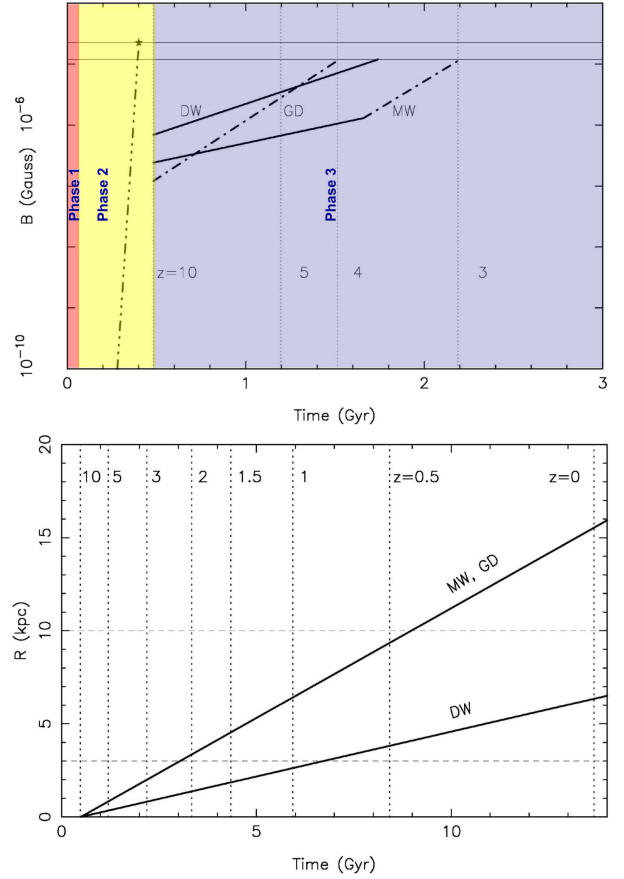 B (Gauss)
10⁻⁶
10⁻¹⁰
Phase 1
Phase 2
Phase 3
DW
GD
MW
z=10
5
4
3
0
1
2
3
Time (Gyr)
R (kpc)
20
15
10
5
0
10
5
3
2
1.5
1
z=0.5
z=0
MW, GD
DW
0
5
10
Time (Gyr)